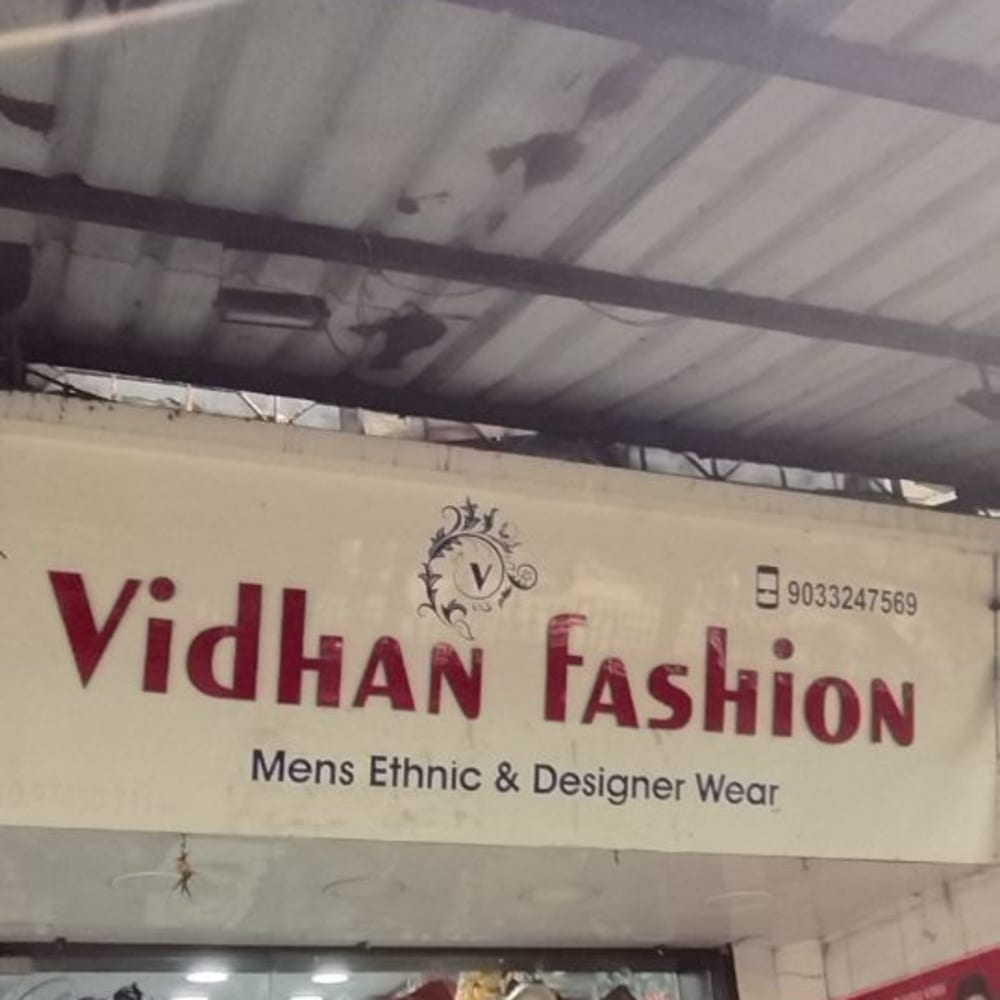 V
9033247569
Vidhan Fashion
Mens Ethnic & Designer Wear